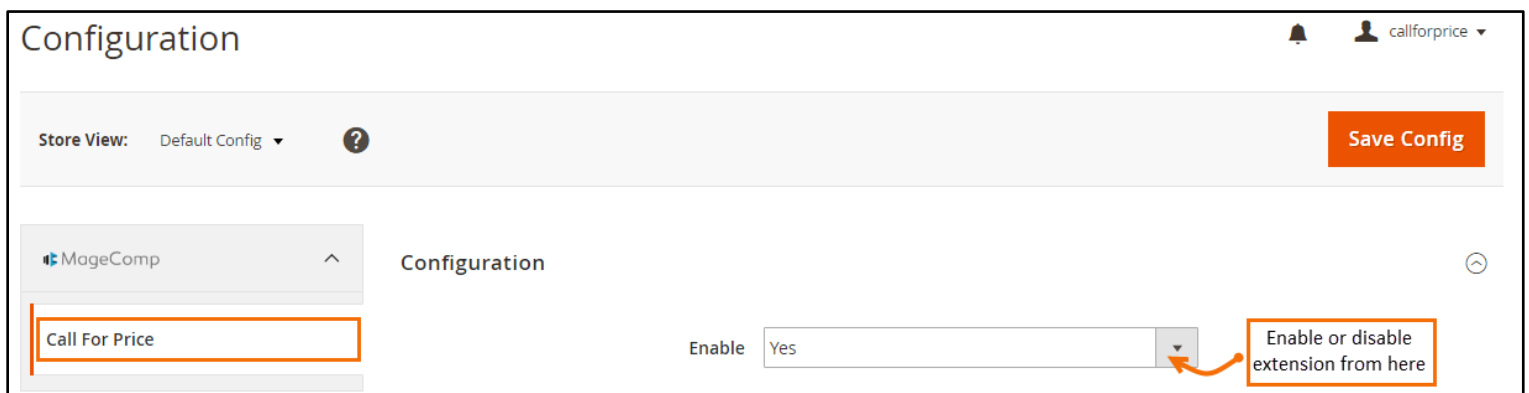 Configuration
callforprice
Store View: Default Config ?
Save Config
MageComp
Configuration
Call For Price
Enable Yes
Enable or disable
extension from here